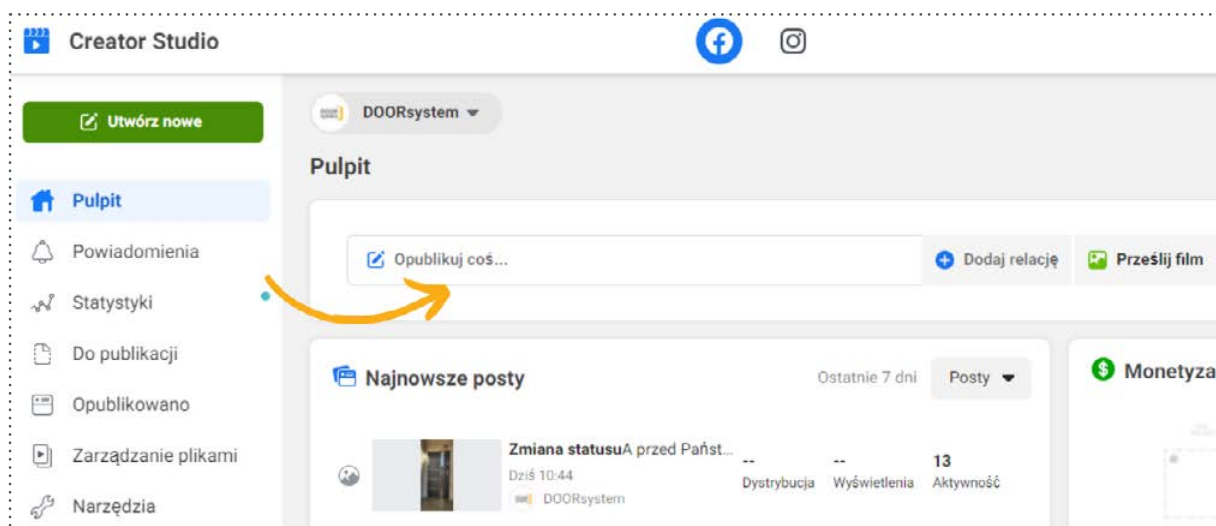 Creator Studio
Utwórz nowe
DOORsystem
Pulpit
Pulpit
Powiadomienia
Statystyki
Do publikacji
Opublikowano
Zarządzanie plikami
Narzędzia
Opublikuj coś...
Dodaj relację
Prześlij film
Najnowsze posty
Ostatnie 7 dni
Posty
Monetyza
Zmiana statusuA przed Państ...
Dziś 10:44
DOORsystem
--
Dystrybucja
--
Wyświetlenia
13
Aktywność